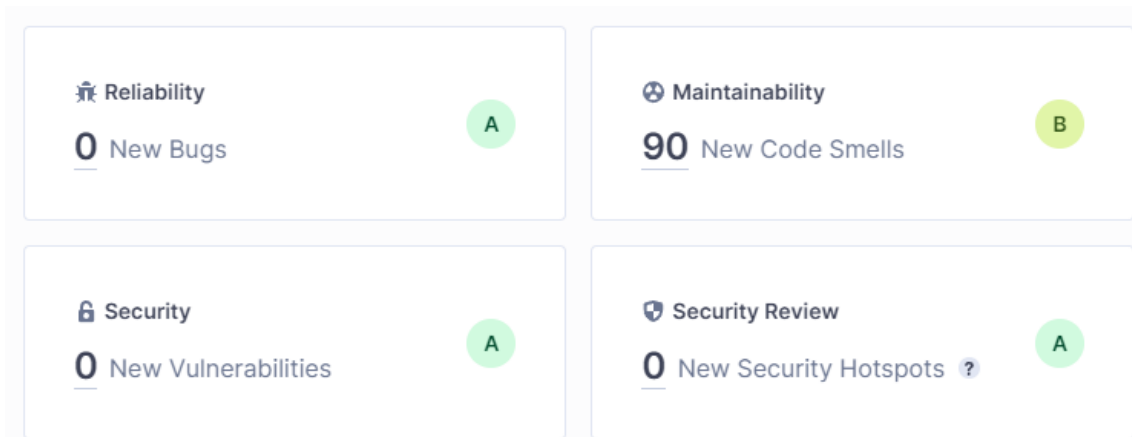 Reliability
A
0 New Bugs
Maintainability
B
90 New Code Smells
Security
A
0 New Vulnerabilities
Security Review
A
0 New Security Hotspots ?